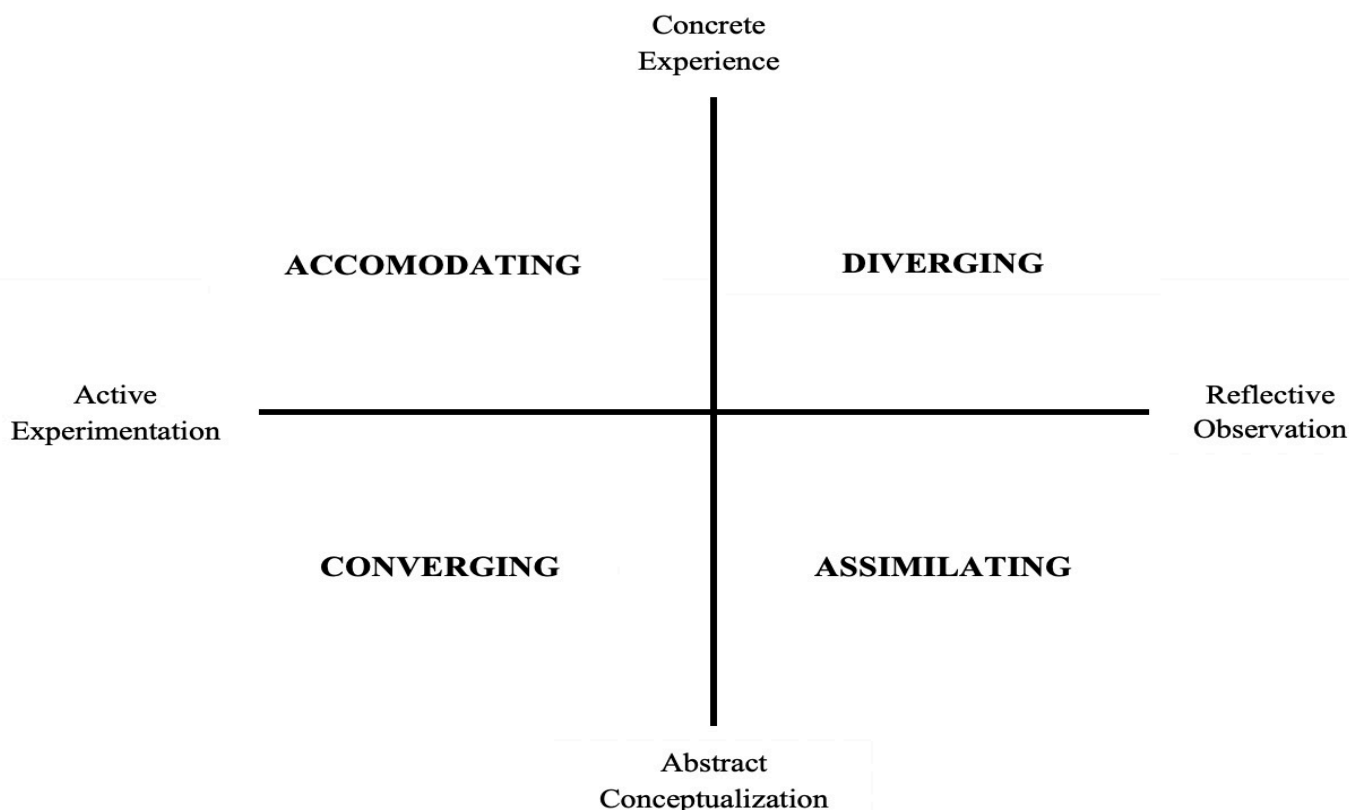 Concrete
Experience
ACCOMODATING
DIVERGING
Active
Experimentation
Reflective
Observation
CONVERGING
ASSIMILATING
Abstract
Conceptualization